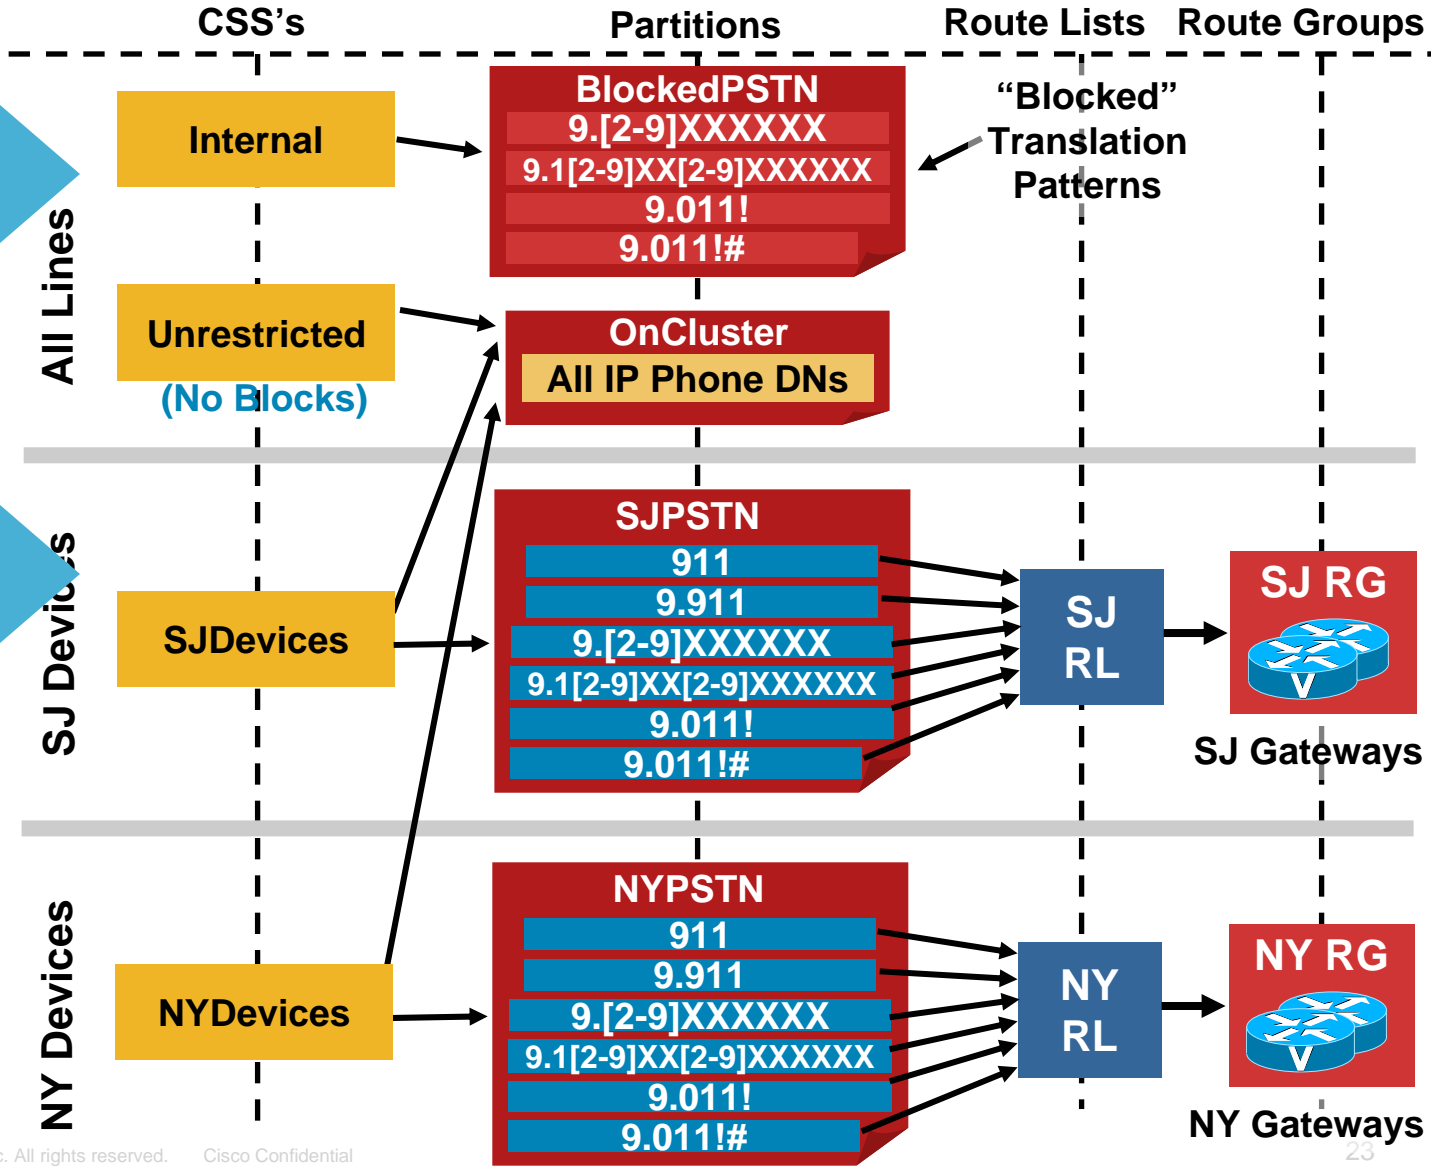 CSS's
Partitions
Route Lists
Route Groups
All Lines
Internal
BlockedPSTN
9.[2-9]XXXXXX
9.1[2-9]XX[2-9]XXXXXX
9.011!
9.011!#
“Blocked”
Translation
Patterns
Unrestricted
(No Blocks)
OnCluster
All IP Phone DNs
SJ Devices
SJDevices
SJPSTN
911
9.911
9.[2-9]XXXXXX
9.1[2-9]XX[2-9]XXXXXX
9.011!
9.011!#
SJ
RL
SJ RG
V
SJ Gateways
NY Devices
NYDevices
NYPSTN
911
9.911
9.[2-9]XXXXXX
9.1[2-9]XX[2-9]XXXXXX
9.011!
9.011!#
NY
RL
NY RG
V
NY Gateways
c. All rights reserved. Cisco Confidential
23